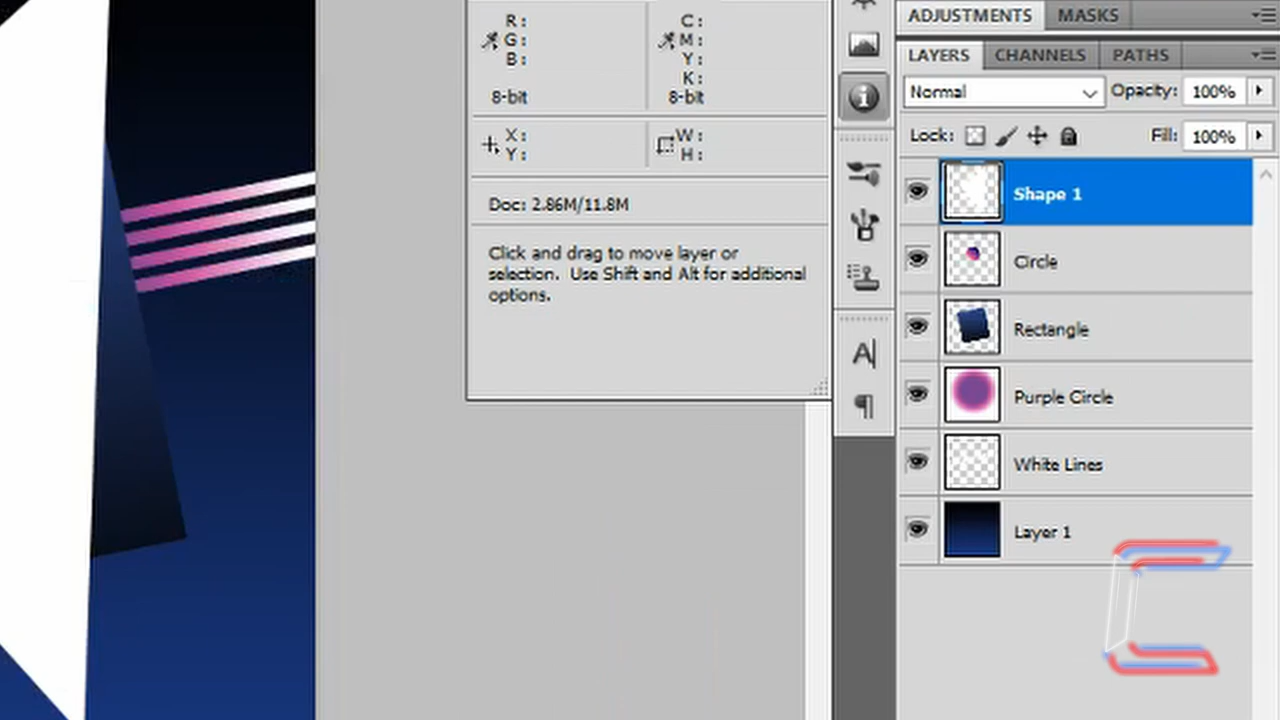 R:
G:
B:
8-bit
C:
M:
Y:
K:
8-bit
X:
Y:
W:
H:
Doc: 2.86M/11.8M
Click and drag to move layer or
selection. Use Shift and Alt for additional
options.
A
ADJUSTMENTS MASKS
LAYERS CHANNELS PATHS
Normal Opacity: 100%
Lock: Fill: 100%
Shape 1
Circle
Rectangle
Purple Circle
White Lines
Layer 1
C